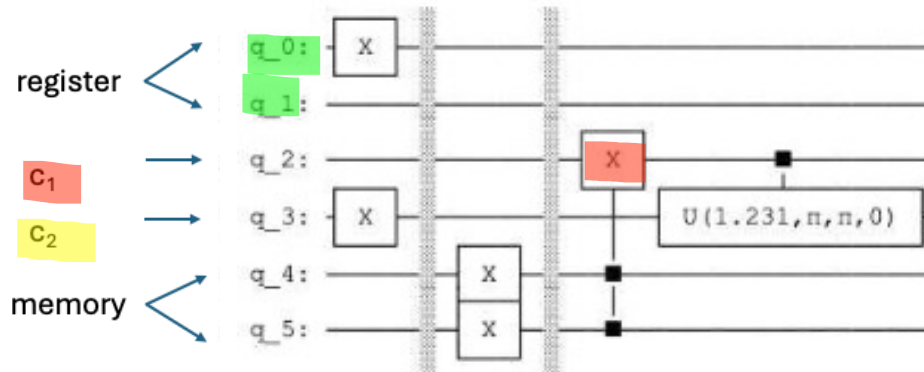 q_0: X
register
q_1:
q_2: X
C₁
q_3: X U(1.231,π,π,0)
C₂
q_4: X
memory
q_5: X